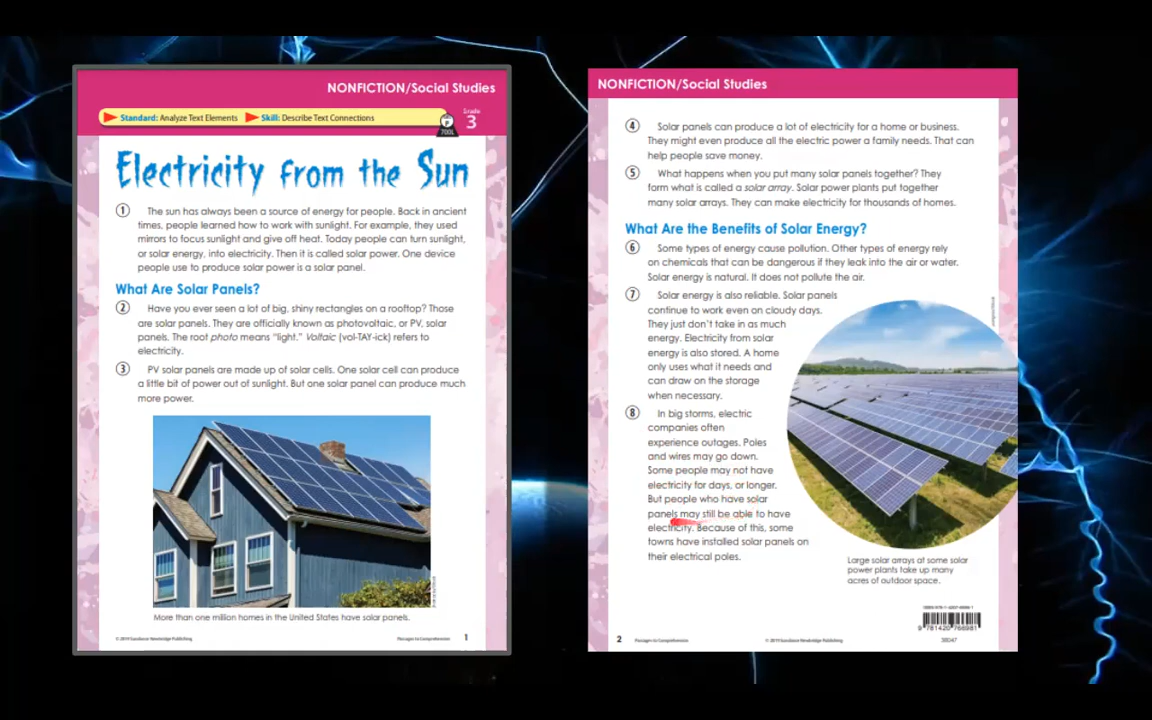 NONFICTION/Social Studies
Standard: Analyze Text Elements Skill: Describe Text Connections
Grade
3
P
700L
Electricity from the Sun
1 The sun has always been a source of energy for people. Back in ancient
times, people learned how to work with sunlight. For example, they used
mirrors to focus sunlight and give off heat. Today people can turn sunlight,
or solar energy, into electricity. Then it is called solar power. One device
people use to produce solar power is a solar panel.
What Are Solar Panels?
2 Have you ever seen a lot of big, shiny rectangles on a rooftop? Those
are solar panels. They are officially known as photovoltaic, or PV, solar
panels. The root photo means “light.” Voltaic (vol-TAY-ick) refers to
electricity.
3 PV solar panels are made up of solar cells. One solar cell can produce
a little bit of power out of sunlight. But one solar panel can produce much
more power.
More than one million homes in the United States have solar panels.
© 2019 Sundance Newbridge Publishing Passages to Comprehension 1
NONFICTION/Social Studies
4 Solar panels can produce a lot of electricity for a home or business.
They might even produce all the electric power a family needs. That can
help people save money.
5 What happens when you put many solar panels together? They
form what is called a solar array. Solar power plants put together
many solar arrays. They can make electricity for thousands of homes.
What Are the Benefits of Solar Energy?
6 Some types of energy cause pollution. Other types of energy rely
on chemicals that can be dangerous if they leak into the air or water.
Solar energy is natural. It does not pollute the air.
7 Solar energy is also reliable. Solar panels
continue to work even on cloudy days.
They just don’t take in as much
energy. Electricity from solar
energy is also stored. A home
only uses what it needs and
can draw on the storage
when necessary.
8 In big storms, electric
companies often
experience outages. Poles
and wires may go down.
Some people may not have
electricity for days, or longer.
But people who have solar
panels may still be able to have
electricity. Because of this, some
towns have installed solar panels on
their electrical poles.
Large solar arrays at some solar
power plants take up many
acres of outdoor space.
9 781420 766981
2 Passages to Comprehension © 2019 Sundance Newbridge Publishing 38047